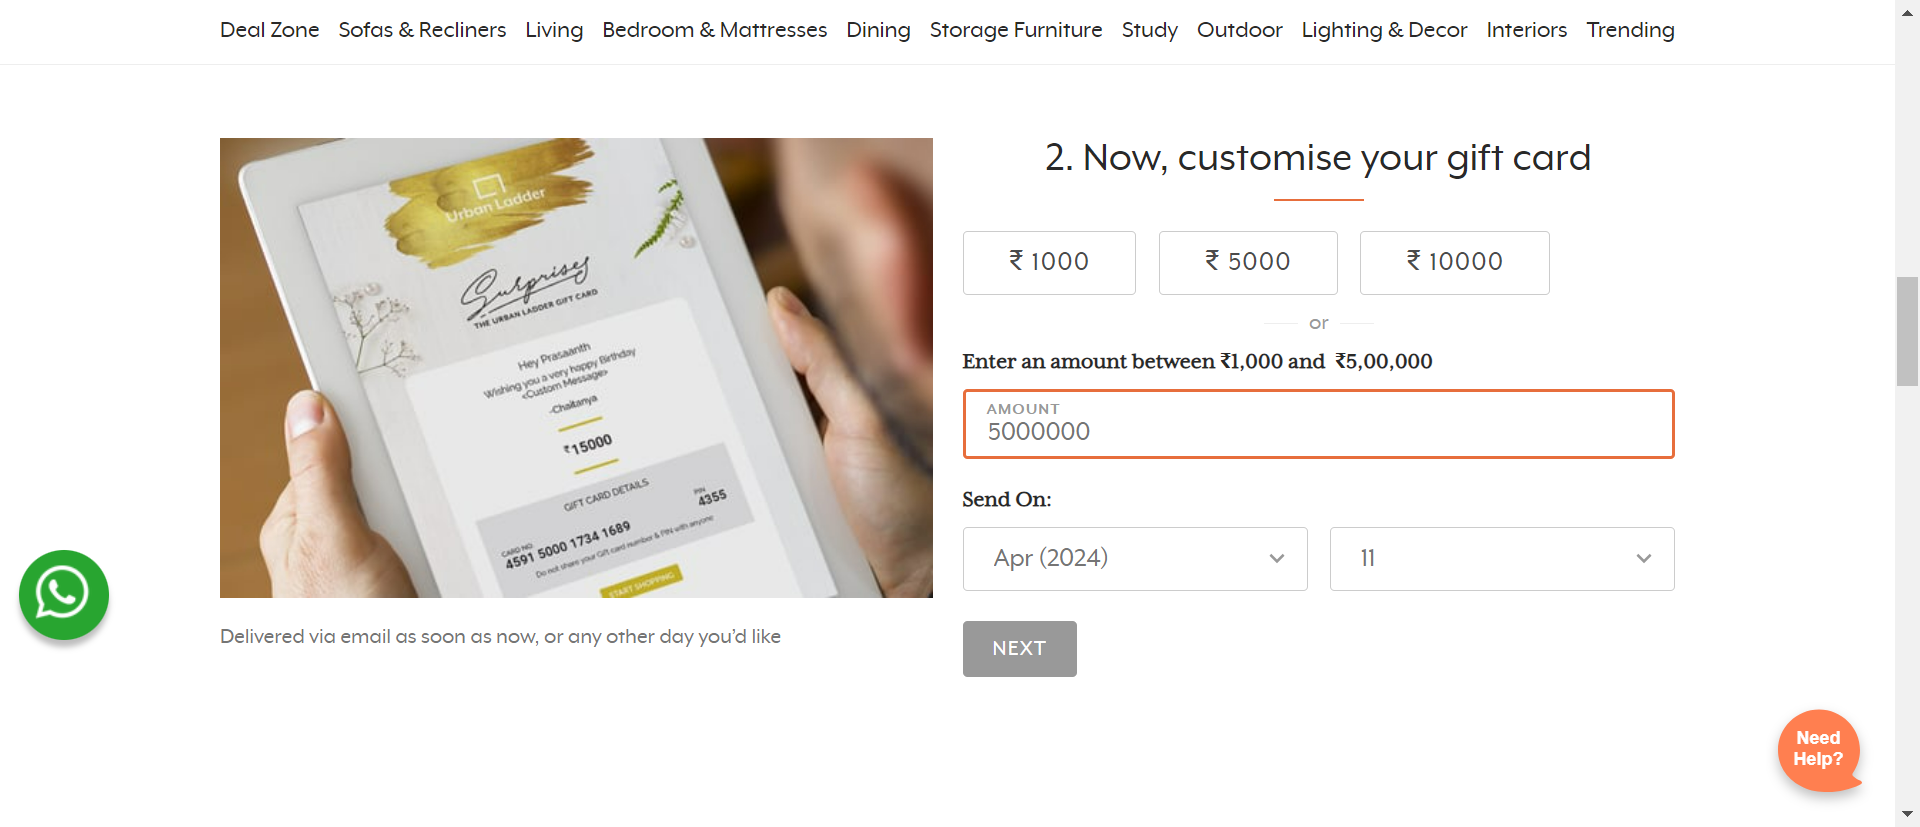 Deal Zone Sofas & Recliners Living Bedroom & Mattresses Dining Storage Furniture Study Outdoor Lighting & Decor Interiors Trending
Urban Ladder
Surprises
THE URBAN LADDER GIFT CARD
Hey Prasaanth
Wishing you a very happy Birthday
<Custom Message>
-Chaitanya
₹15000
GIFT CARD DETAILS
CARD NO. PIN
4591 5000 1734 1689 4355
Do not share your Gift card number & PIN with anyone
START SHOPPING
Delivered via email as soon as now, or any other day you’d like
2. Now, customise your gift card
₹ 1000 ₹ 5000 ₹ 10000
or
Enter an amount between ₹1,000 and ₹5,00,000
AMOUNT
5000000
Send On:
Apr (2024) 11
NEXT
Need
Help?